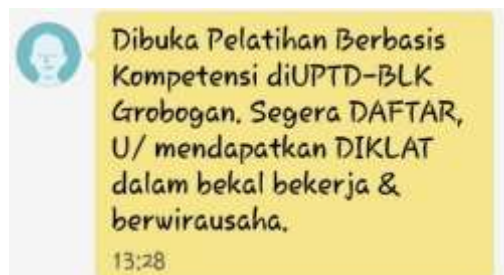 Dibuka Pelatihan Berbasis
Kompetensi diUPTD-BLK
Grobogan. Segera DAFTAR,
U/ mendapatkan DIKLAT
dalam bekal bekerja &
berwirausaha.
13:28